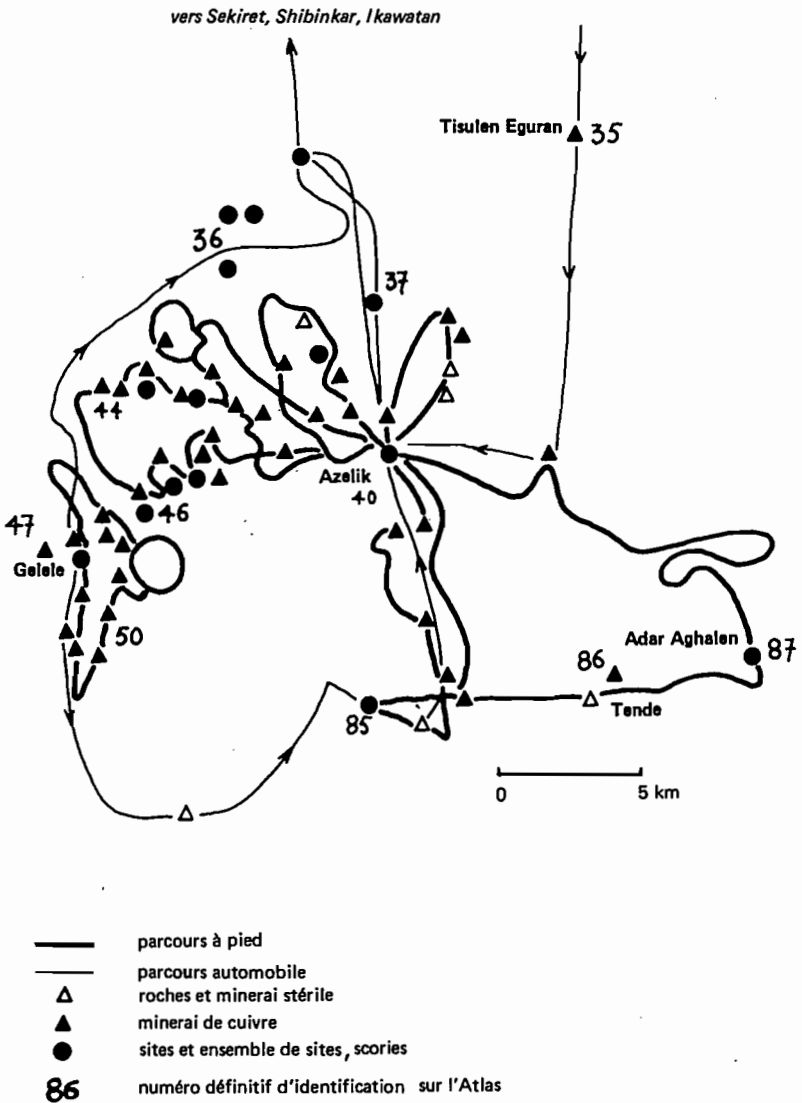 vers Sekiret, Shibinkar, Ikawatan
Tisulen Eguran 35
36
37
44
Azelik
40
46
47
Gelele
50
Adar Aghalen 87
86
Tende
85
0 5 km
parcours à pied
parcours automobile
roches et minerai stérile
minerai de cuivre
sites et ensemble de sites, scories
86 numéro définitif d'identification sur l'Atlas